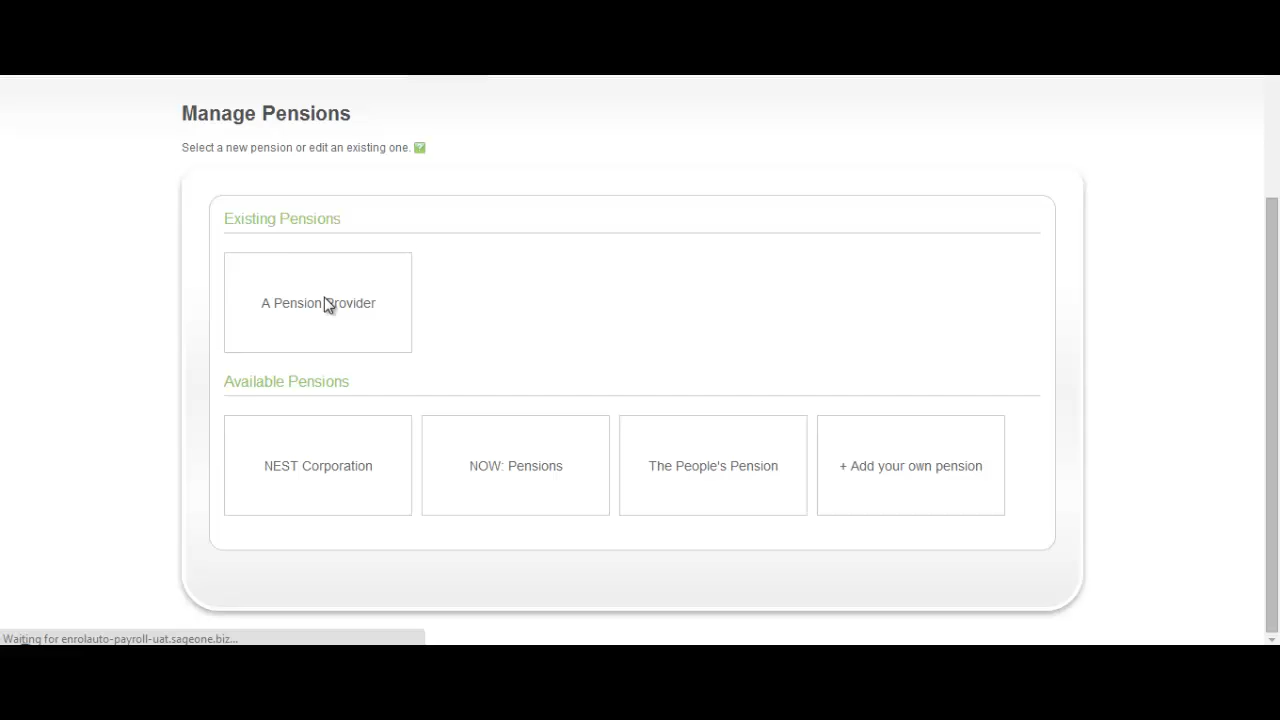 Manage Pensions
Select a new pension or edit an existing one. ?
Existing Pensions
A Pension Provider
Available Pensions
NEST Corporation
NOW: Pensions
The People's Pension
+ Add your own pension
Waiting for enrolauto-payroll-uat.sageone.biz...